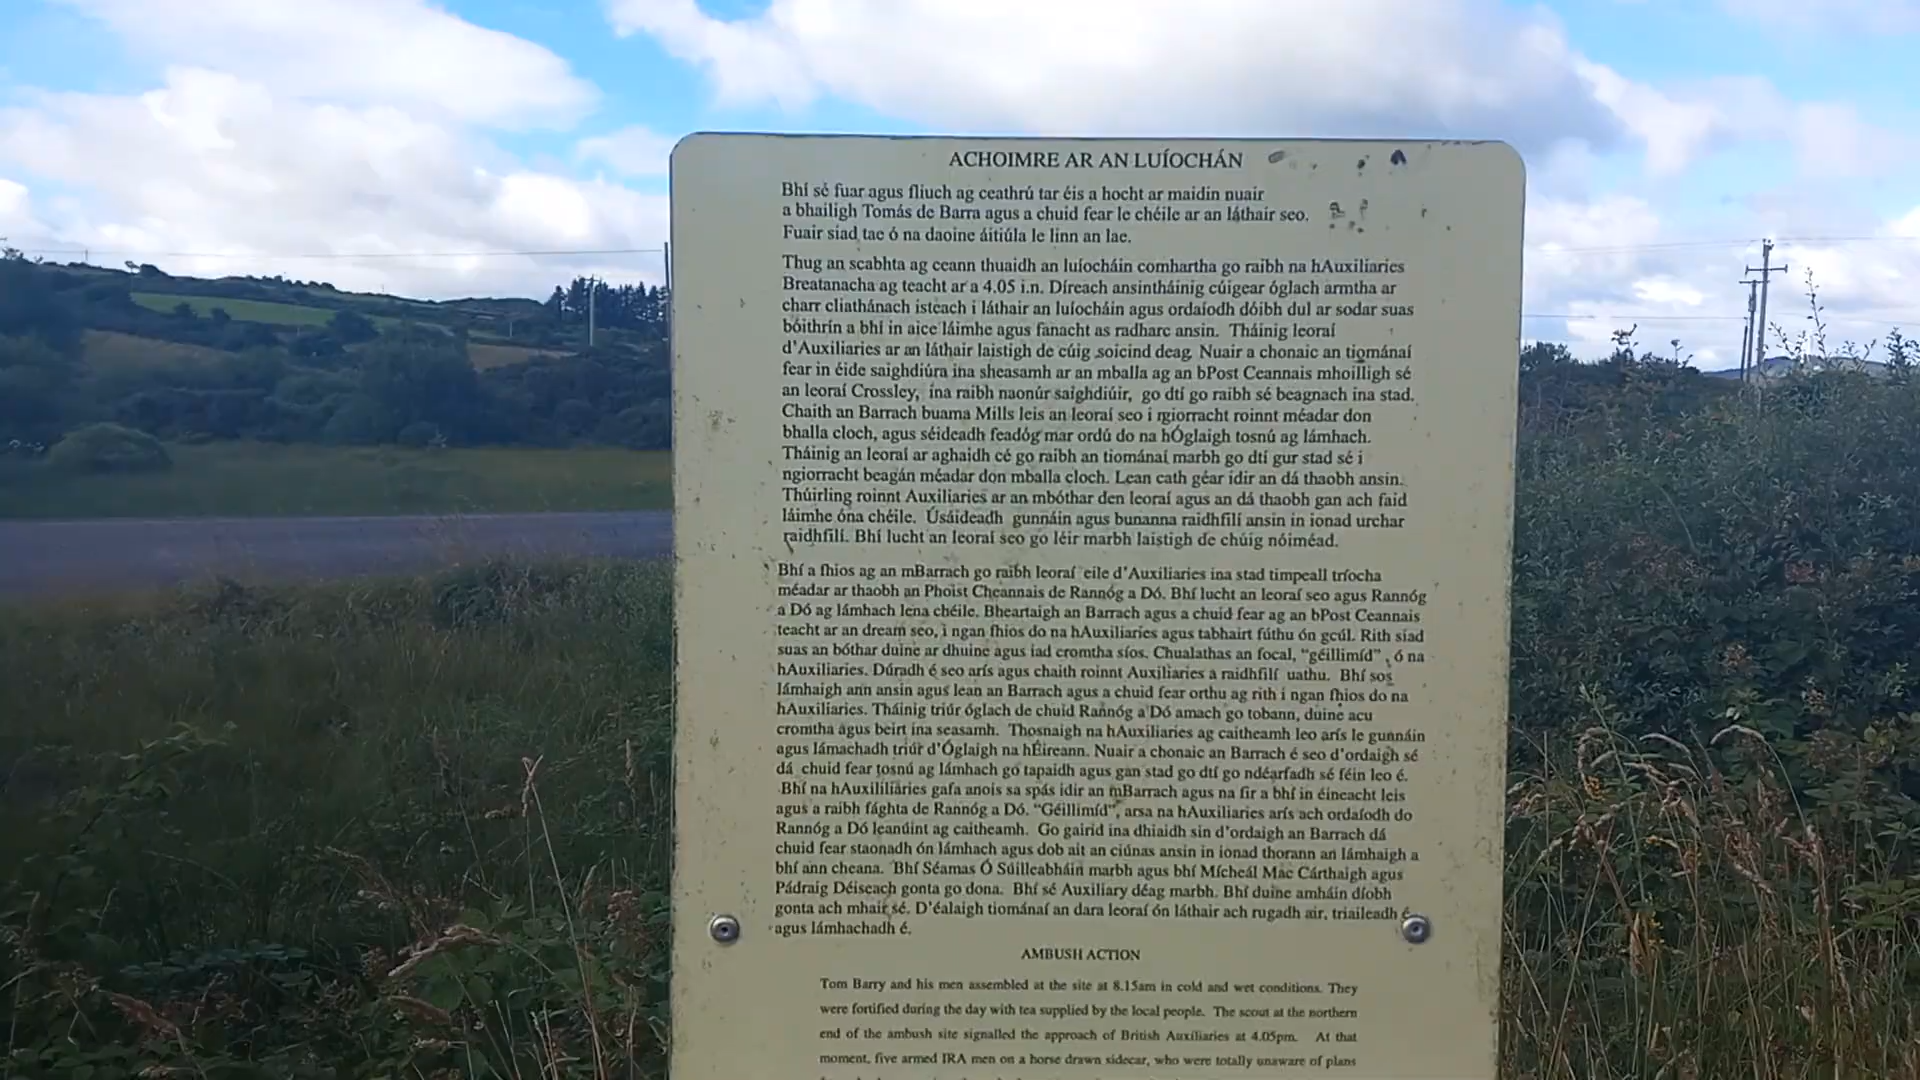 ACHOIMRE AR AN LUÍOCHÁN
Bhí sé fuar agus fliuch ag ceathrú tar éis a hocht ar maidin nuair
a bhailigh Tomás de Barra agus a chuid fear le chéile ar an láthair seo.
Fuair siad tae ó na daoine áitiúla le linn an lae.
Thug an scabhta ag ceann thuaidh an luíocháin comhartha go raibh na hAuxiliaries
Breatanacha ag teacht ar a 4.05 i.n. Díreach ansintháinig cúigear óglach armtha ar
charr cliathánach isteach i láthair an luíocháin agus ordaíodh dóibh dul ar sodar suas
bóithrín a bhí in aice láimhe agus fanacht as radharc ansin. Tháinig leoraí
d'Auxiliaries ar an láthair laistigh de cúig soicind deag. Nuair a chonaic an tiománaí
fear in éide saighdiúra ina sheasamh ar an mballa ag an bPost Ceannais mhoilligh sé
an leoraí Crossley, ina raibh naonúr saighdiúir, go dtí go raibh sé beagnach ina stad.
Chaith an Barrach buama Mills leis an leoraí seo i ngiorracht roinnt méadar don
bhalla cloch, agus séideadh feadóg mar ordú do na hÓglaigh tosnú ag lámhach.
Tháinig an leoraí ar aghaidh cé go raibh an tiománaí marbh go dtí gur stad sé i
ngiorracht beagán méadar don mballa cloch. Lean cath géar idir an dá thaobh ansin.
Thúirling roinnt Auxiliaries ar an mbóthar den leoraí agus an dá thaobh gan ach faid
láimhe óna chéile. Úsáideadh gunnáin agus bunanna raidhfilí ansin in ionad urchar
raidhfilí. Bhí lucht an leoraí seo go léir marbh laistigh de chúig nóiméad.
Bhí a fhios ag an mBarrach go raibh leoraí eile d'Auxiliaries ina stad timpeall tríocha
méadar ar thaobh an Phoist Cheannais de Rannóg a Dó. Bhí lucht an leoraí seo agus Rannóg
a Dó ag lámhach lena chéile. Bheartaigh an Barrach agus a chuid fear ag an bPost Ceannais
teacht ar an dream seo, i ngan fhios do na hAuxiliaries agus tabhairt fúthu ón gcúl. Rith siad
suas an bóthar duine ar dhuine agus iad cromtha síos. Chualathas an focal, "géillimíd", ó na
hAuxiliaries. Dúradh é seo arís agus chaith roinnt Auxiliaries a raidhfilí uathu. Bhí sos
lámhaigh ann ansin agus lean an Barrach agus a chuid fear orthu ag rith i ngan fhios do na
hAuxiliaries. Tháinig triúr óglach de chuid Rannóg a Dó amach go tobann, duine acu
cromtha agus beirt ina seasamh. Thosnaigh na hAuxiliaries ag caitheamh leo arís le gunnáin
agus lámachadh triúr d'Óglaigh na hÉireann. Nuair a chonaic an Barrach é seo d'ordaigh sé
dá chuid fear tosnú ag lámhach go tapaidh agus gan stad go dtí go ndéarfadh sé féin leo é.
Bhí na hAuxililiaries gafa anois sa spás idir an mBarrach agus na fir a bhí in éineacht leis
agus a raibh fághta de Rannóg a Dó. "Géillimíd", arsa na hAuxiliaries arís ach ordaíodh do
Rannóg a Dó leanúint ag caitheamh. Go gairid ina dhiaidh sin d'ordaigh an Barrach dá
chuid fear staonadh ón lámhach agus dob ait an ciúnas ansin in ionad thorann an lámhaigh a
bhí ann cheana. Bhí Séamas Ó Súilleabháin marbh agus bhí Mícheál Mac Cárthaigh agus
Pádraig Déiseach gonta go dona. Bhí sé Auxiliary déag marbh. Bhí duine amháin díobh
gonta ach mhair sé. D'éalaigh tiománaí an dara leoraí ón láthair ach rugadh air, triaileadh é
agus lámhachadh é.
AMBUSH ACTION
Tom Barry and his men assembled at the site at 8.15am in cold and wet conditions. They
were fortified during the day with tea supplied by the local people. The scout at the northern
end of the ambush site signalled the approach of British Auxiliaries at 4.05pm. At that
moment, five armed IRA men on a horse drawn sidecar, who were totally unaware of plans